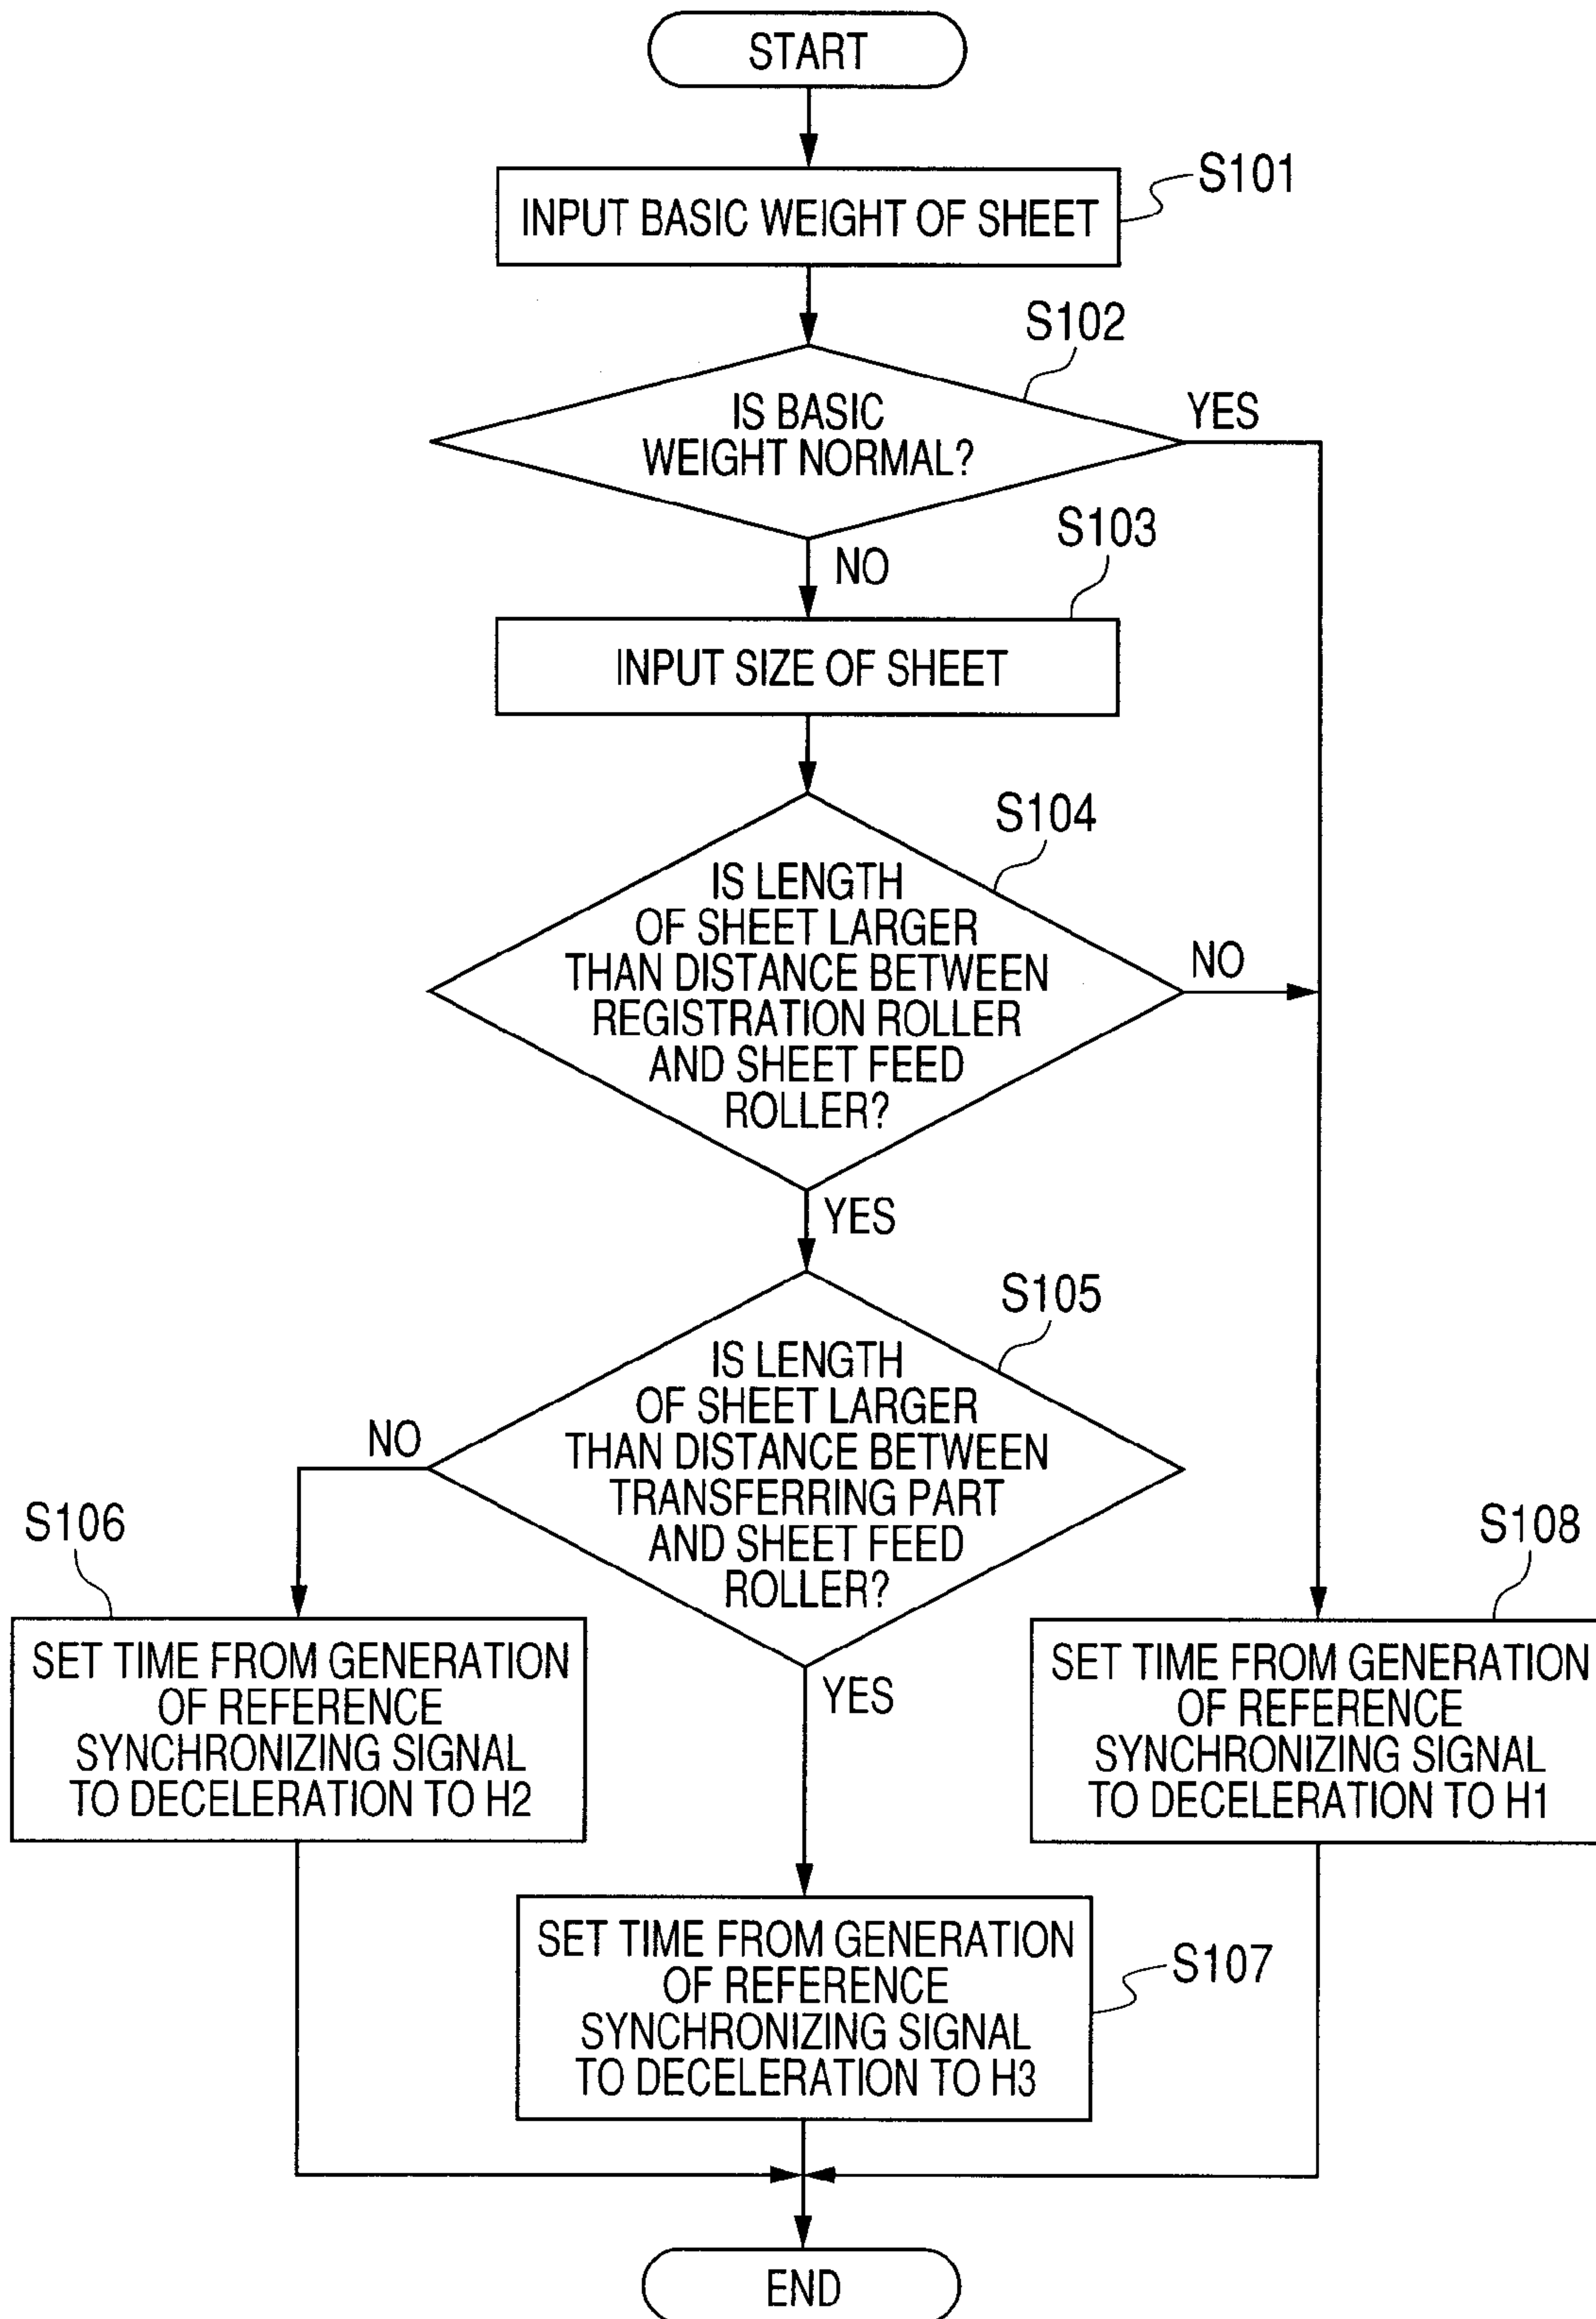 START
S101
INPUT BASIC WEIGHT OF SHEET
S102
IS BASIC
WEIGHT NORMAL?
YES
NO
S103
INPUT SIZE OF SHEET
S104
IS LENGTH
OF SHEET LARGER
THAN DISTANCE BETWEEN
REGISTRATION ROLLER
AND SHEET FEED
ROLLER?
NO
YES
S105
IS LENGTH
OF SHEET LARGER
THAN DISTANCE BETWEEN
TRANSFERRING PART
AND SHEET FEED
ROLLER?
NO
YES
S106
SET TIME FROM GENERATION
OF REFERENCE
SYNCHRONIZING SIGNAL
TO DECELERATION TO H2
S108
SET TIME FROM GENERATION
OF REFERENCE
SYNCHRONIZING SIGNAL
TO DECELERATION TO H1
SET TIME FROM GENERATION
OF REFERENCE
SYNCHRONIZING SIGNAL
TO DECELERATION TO H3
S107
END